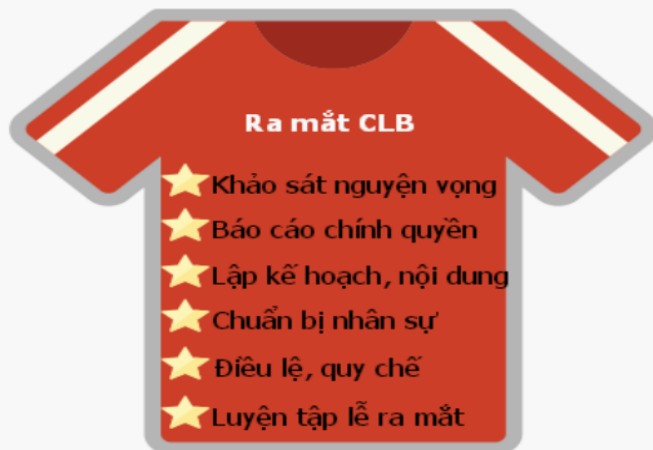 Ra mắt CLB
Khảo sát nguyện vọng
Báo cáo chính quyền
Lập kế hoạch, nội dung
Chuẩn bị nhân sự
Điều lệ, quy chế
Luyện tập lễ ra mắt